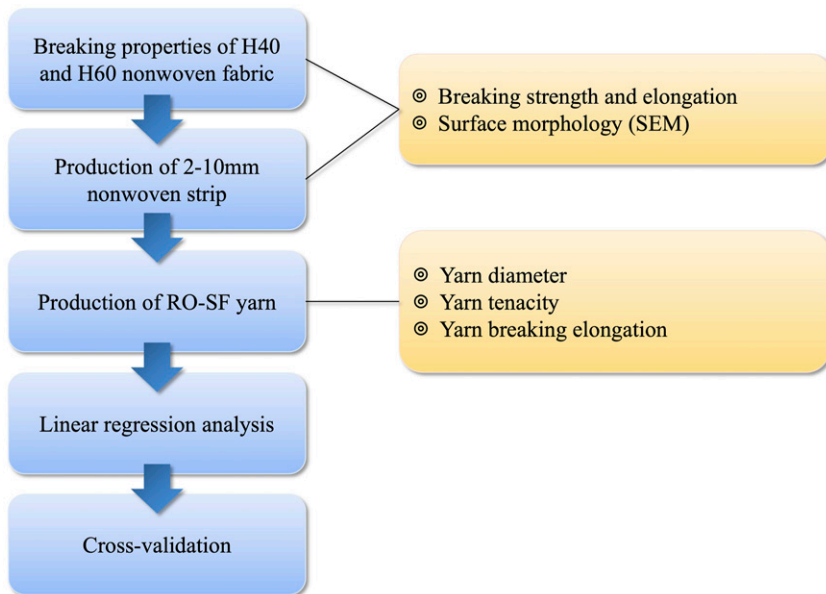 Breaking properties of H40
and H60 nonwoven fabric
Production of 2-10mm
nonwoven strip
Production of RO-SF yarn
Linear regression analysis
Cross-validation
⊚ Breaking strength and elongation
⊚ Surface morphology (SEM)
⊚ Yarn diameter
⊚ Yarn tenacity
⊚ Yarn breaking elongation